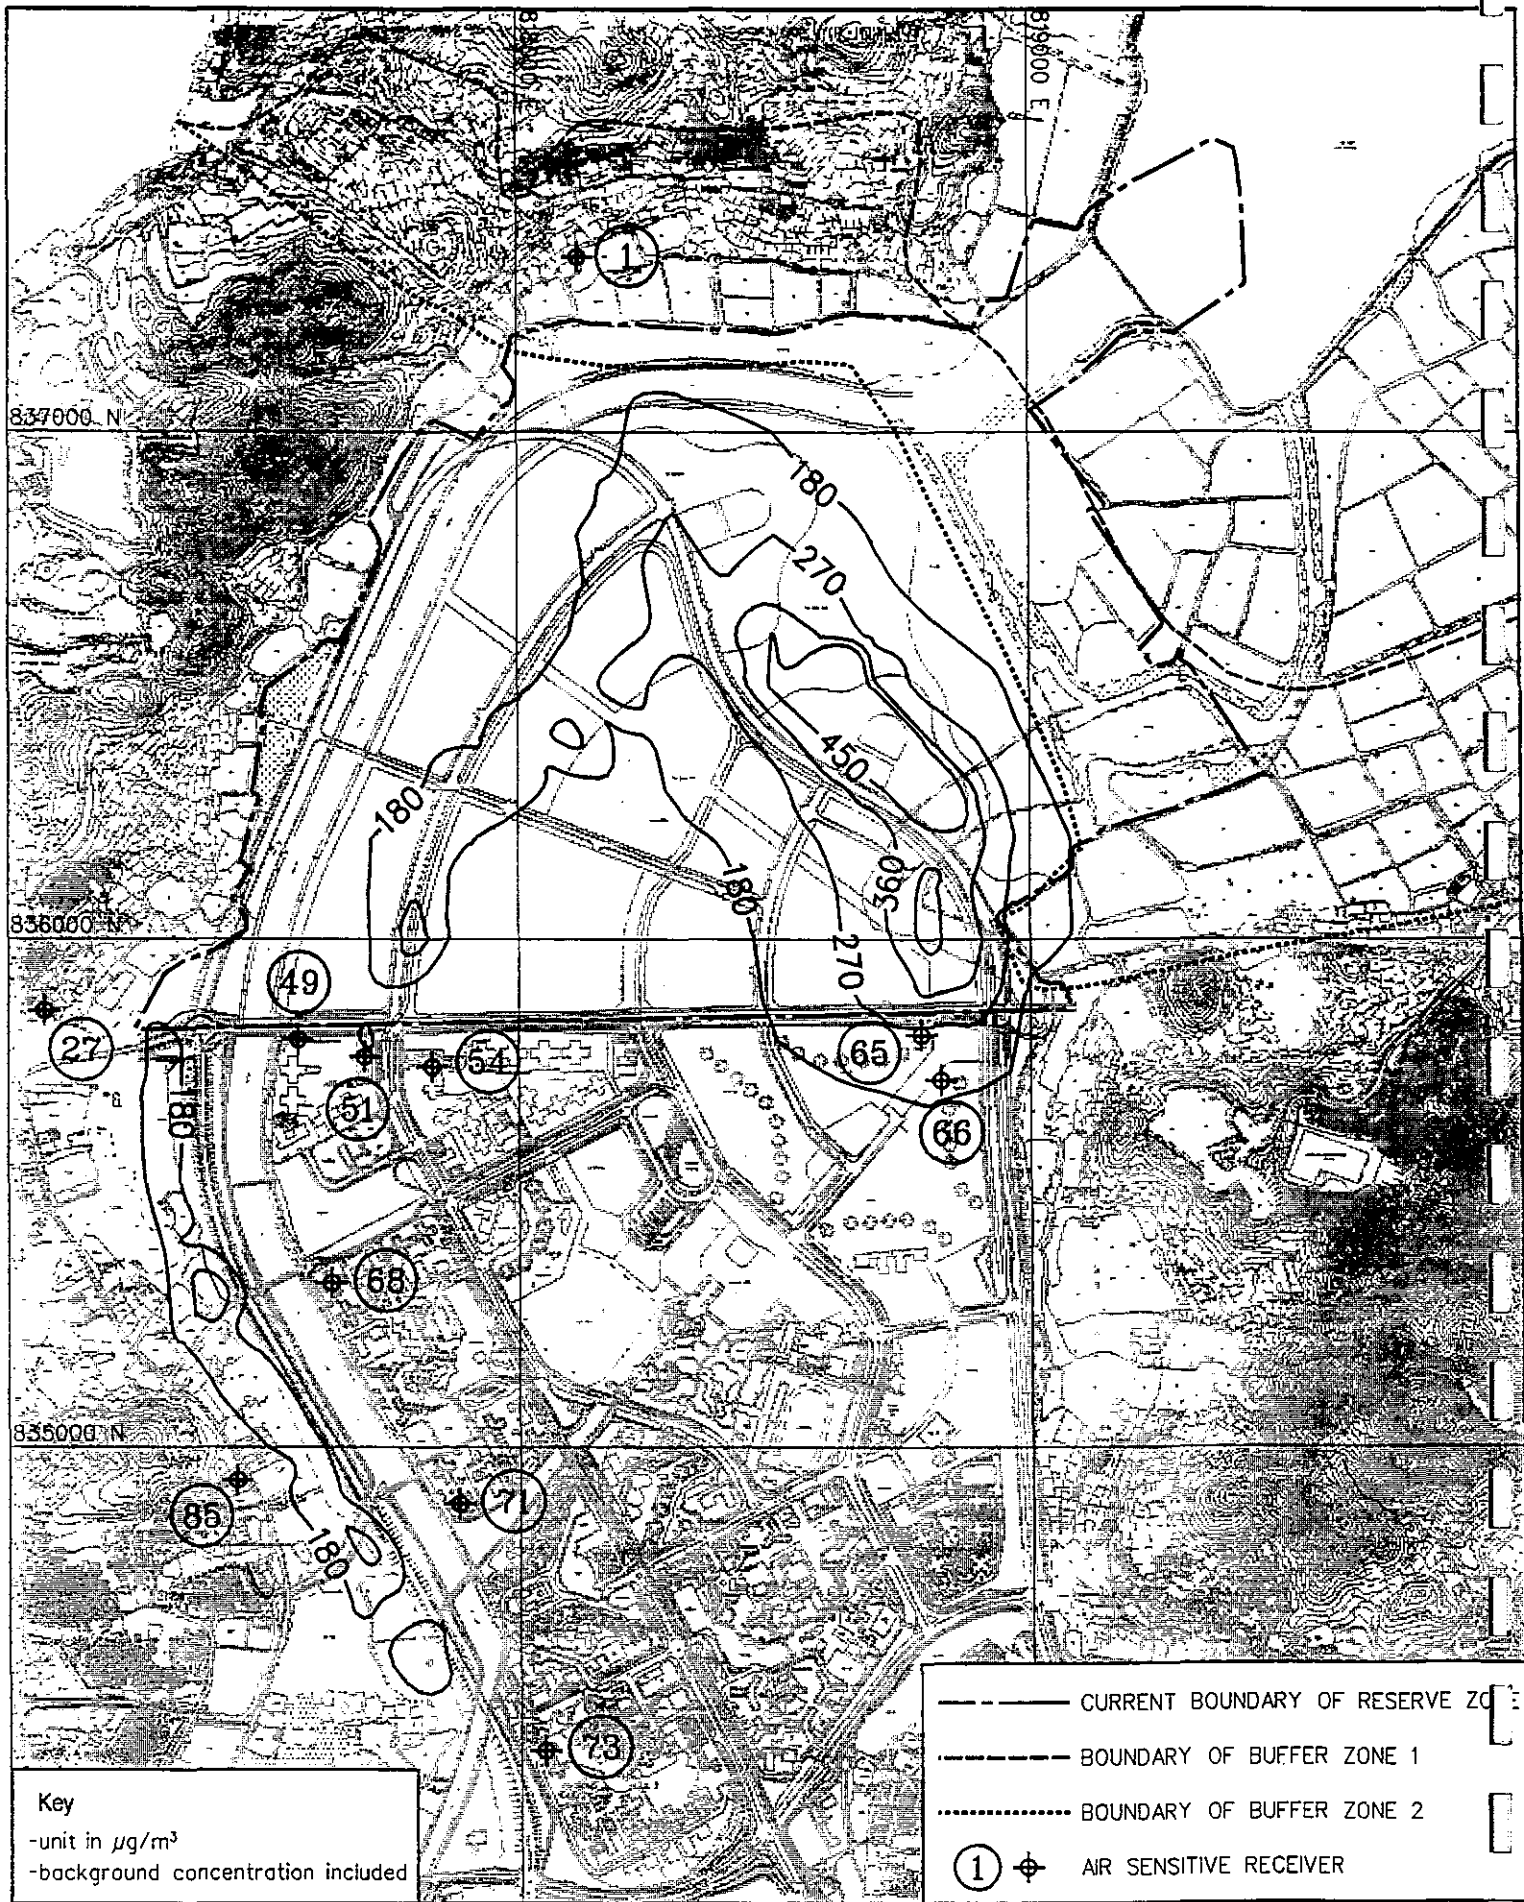 819000 E
1
837000 N
180
270
450
180
180
360
836000 N
270
49
27
65
54
51
180
66
68
835000 N
85
71
180
73
CURRENT BOUNDARY OF RESERVE
BOUNDARY OF BUFFER ZONE 1
BOUNDARY OF BUFFER ZONE 2
1 AIR SENSITIVE RECEIVER
Key
-unit in µg/m³
-background concentration included